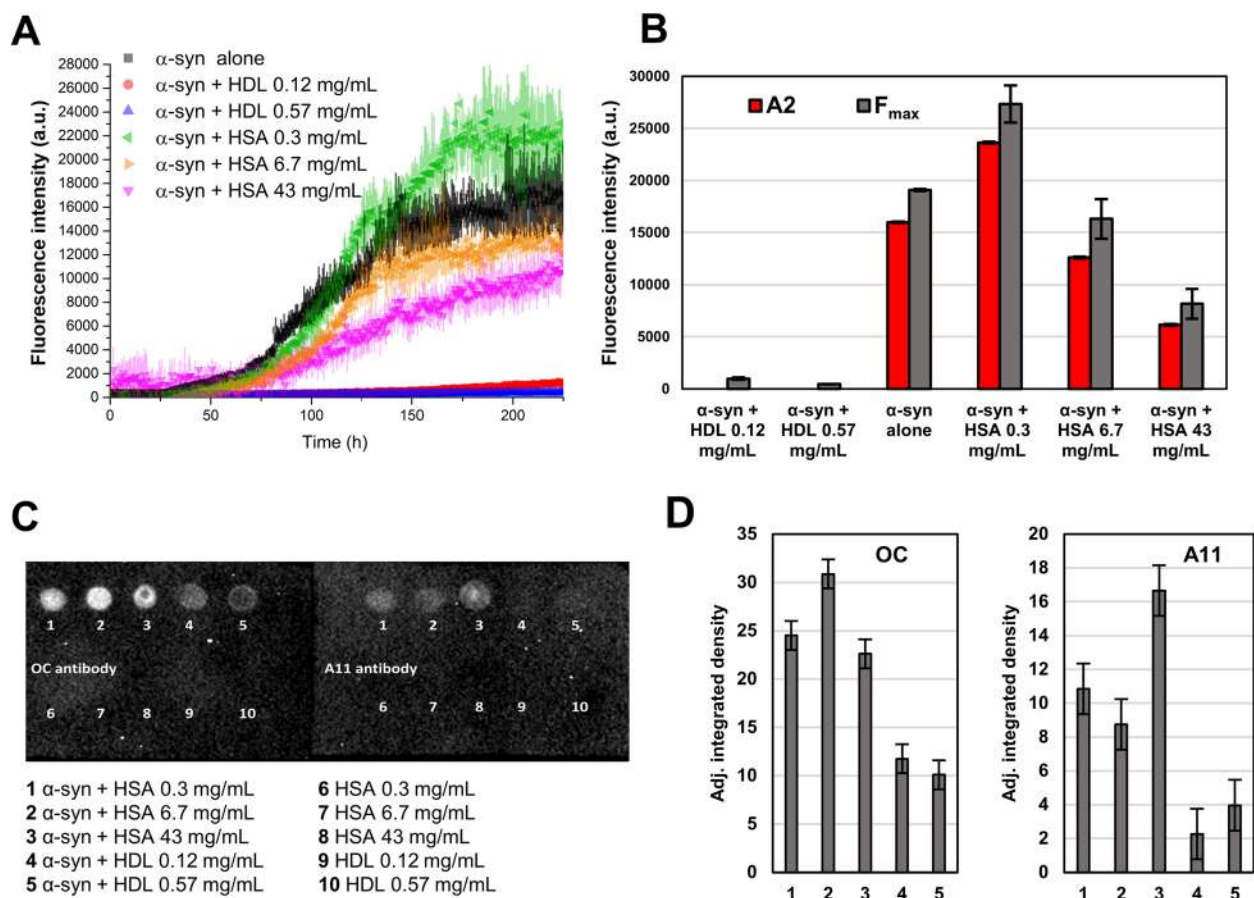 A
α-syn alone
α-syn + HDL 0.12 mg/mL
α-syn + HDL 0.57 mg/mL
α-syn + HSA 0.3 mg/mL
α-syn + HSA 6.7 mg/mL
α-syn + HSA 43 mg/mL
Fluorescence intensity (a.u.)
28000
26000
24000
22000
20000
18000
16000
14000
12000
10000
8000
6000
4000
2000
0
0 50 100 150 200
Time (h)
B
A2 Fmax
Fluorescence intensity (a.u.)
30000
25000
20000
15000
10000
5000
0
α-syn + HDL 0.12 mg/mL
α-syn + HDL 0.57 mg/mL
α-syn alone
α-syn + HSA 0.3 mg/mL
α-syn + HSA 6.7 mg/mL
α-syn + HSA 43 mg/mL
C
1 2 3 4 5
OC antibody
6 7 8 9 10
1 2 3 4 5
A11 antibody
6 7 8 9 10
1 α-syn + HSA 0.3 mg/mL
2 α-syn + HSA 6.7 mg/mL
3 α-syn + HSA 43 mg/mL
4 α-syn + HDL 0.12 mg/mL
5 α-syn + HDL 0.57 mg/mL
6 HSA 0.3 mg/mL
7 HSA 6.7 mg/mL
8 HSA 43 mg/mL
9 HDL 0.12 mg/mL
10 HDL 0.57 mg/mL
D
OC
Adj. integrated density
35
30
25
20
15
10
5
0
1 2 3 4 5
A11
Adj. integrated density
20
18
16
14
12
10
8
6
4
2
0
1 2 3 4 5